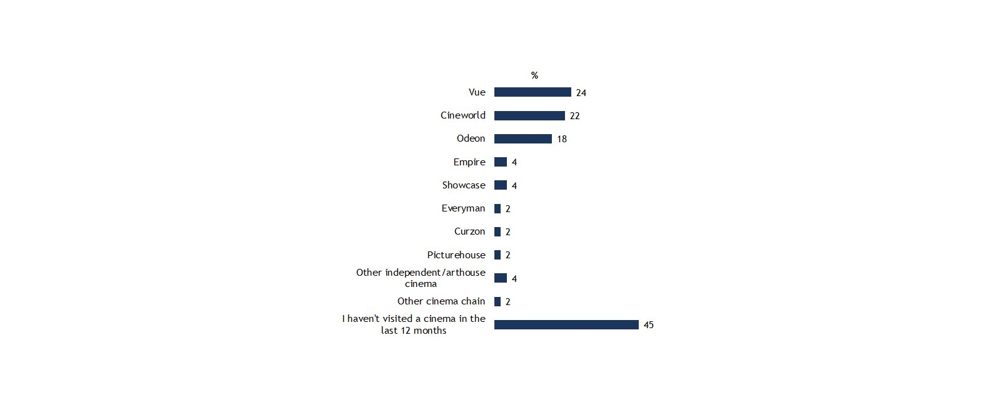 %
Vue 24
Cineworld 22
Odeon 18
Empire 4
Showcase 4
Everyman 2
Curzon 2
Picturehouse 2
Other independent/arthouse
cinema 4
Other cinema chain 2
I haven't visited a cinema in the
last 12 months 45